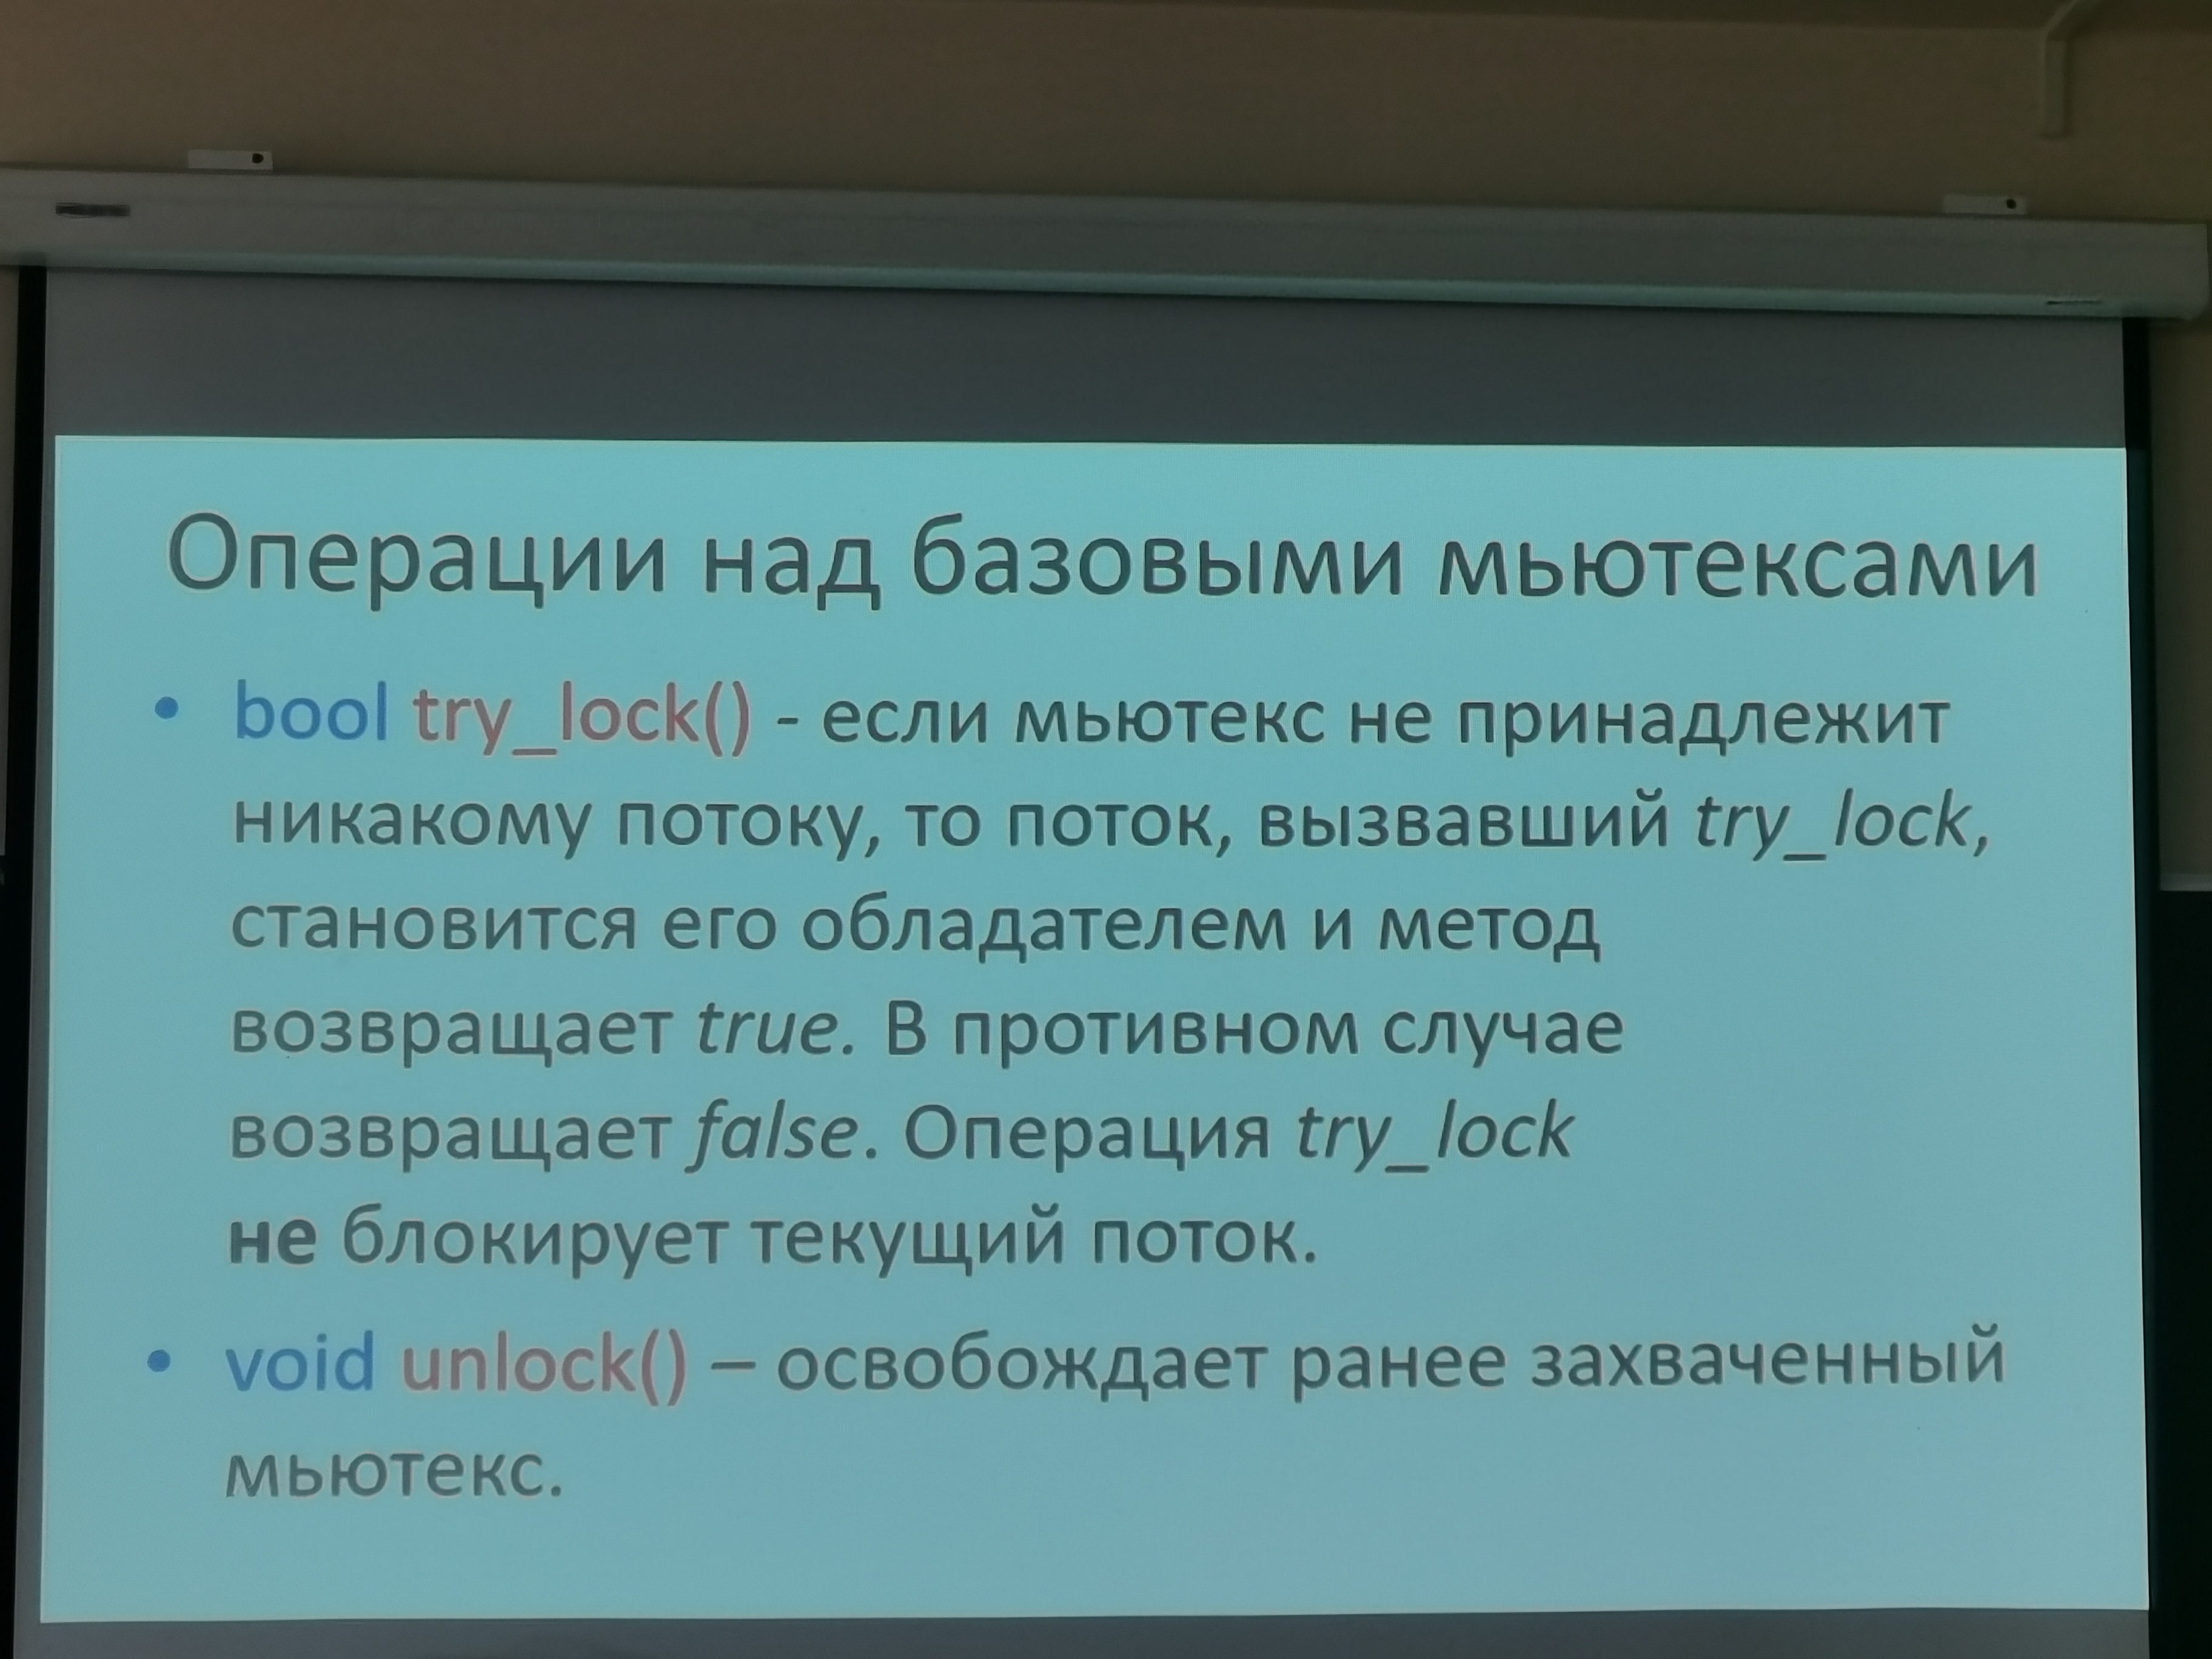 Операции над базовыми мьютексами
• bool try_lock() - если мьютекс не принадлежит
никакому потоку, то поток, вызвавший try_lock,
становится его обладателем и метод
возвращает true. В противном случае
возвращает false. Операция try_lock
не блокирует текущий поток.
• void unlock() – освобождает ранее захваченный
мьютекс.